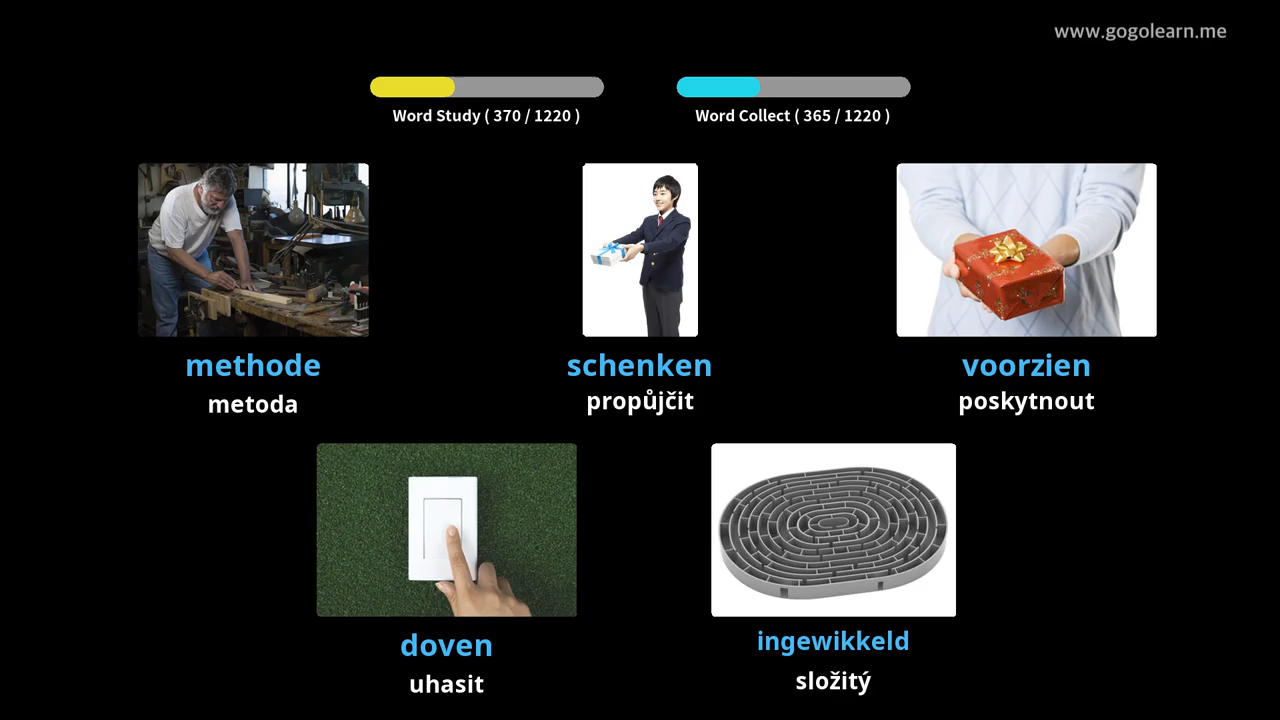 www.gogolearn.me
Word Study ( 370 / 1220 )
Word Collect ( 365 / 1220 )
methode
metoda
schenken
propůjčit
voorzien
poskytnout
doven
uhasit
ingewikkeld
složitý